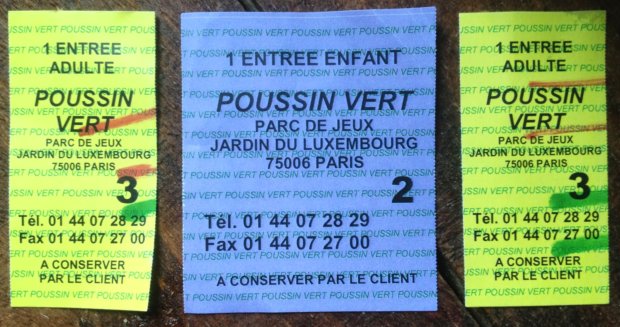 1 ENTREE
ADULTE
POUSSIN
VERT
PARC DE JEUX
JARDIN DU LUXEMBOURG
75006 PARIS
3
Tél. 01 44 07 28 29
Fax 01 44 07 27 00
A CONSERVER
PAR LE CLIENT
1 ENTREE ENFANT
POUSSIN VERT
PARC DE JEUX
JARDIN DU LUXEMBOURG
75006 PARIS
2
Tél. 01 44 07 28 29
Fax 01 44 07 27 00
A CONSERVER PAR LE CLIENT
1 ENTREE
ADULTE
POUSSIN
VERT
PARC DE JEUX
JARDIN DU LUXEMBOURG
75006 PARIS
3
Tél. 01 44 07 28 29
Fax 01 44 07 27 00
A CONSERVER
PAR LE CLIENT